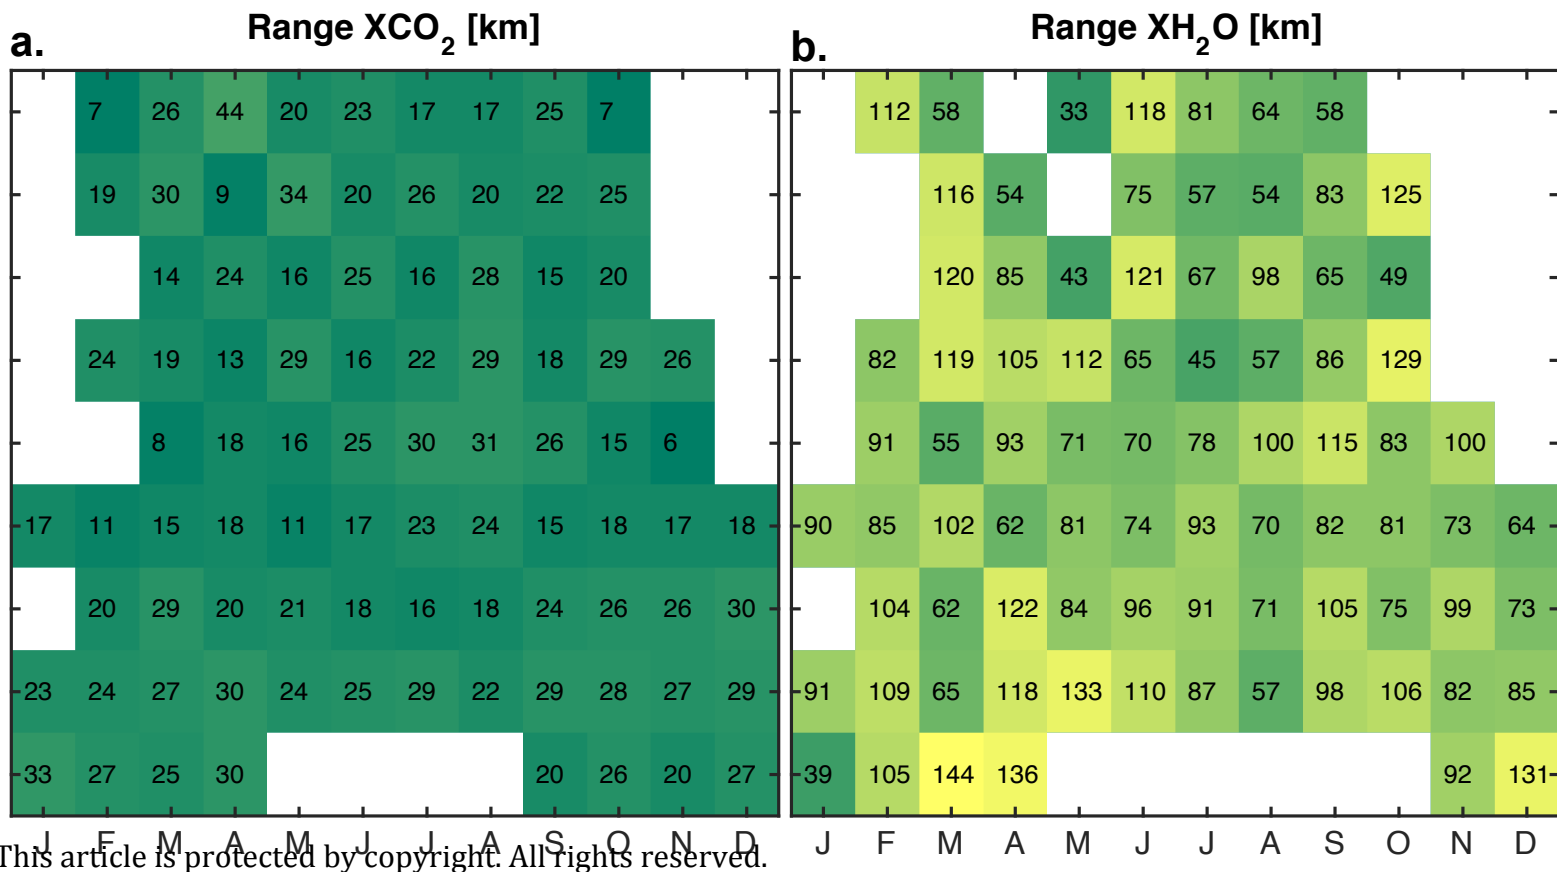 a. Range XCO₂ [km]
7 26 44 20 23 17 17 25 7
19 30 9 34 20 26 20 22 25
14 24 16 25 16 28 15 20
24 19 13 29 16 22 29 18 29 26
8 18 16 25 30 31 26 15 6
17 11 15 18 11 17 23 24 15 18 17 18
20 29 20 21 18 16 18 24 26 26 30
23 24 27 30 24 25 29 22 29 28 27 29
33 27 25 30 20 26 20 27
J F M A M J J A S O N D
b. Range XH₂O [km]
112 58 33 118 81 64 58
116 54 75 57 54 83 125
120 85 43 121 67 98 65 49
82 119 105 112 65 45 57 86 129
91 55 93 71 70 78 100 115 83 100
90 85 102 62 81 74 93 70 82 81 73 64
104 62 122 84 96 91 71 105 75 99 73
91 109 65 118 133 110 87 57 98 106 82 85
39 105 144 136 92 131
J F M A M J J A S O N D
This article is protected by copyright. All rights reserved.